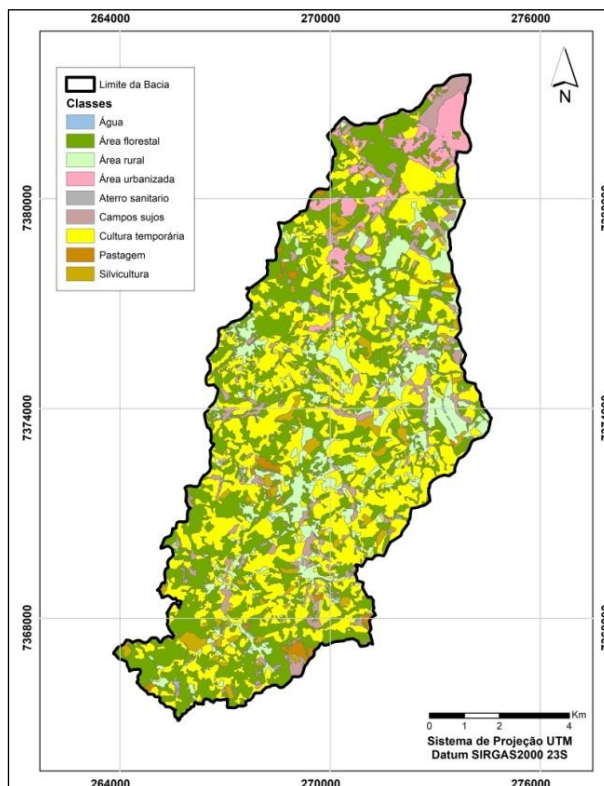 264000 270000 276000
Limite da Bacia
Classes
Água
Área florestal
Área rural
Área urbanizada
Aterro sanitario
Campos sujos
Cultura temporária
Pastagem
Silvicultura
N
7380000
7374000
7368000
Km
0 1 2 4
Sistema de Projeção UTM
Datum SIRGAS2000 23S
264000 270000 276000